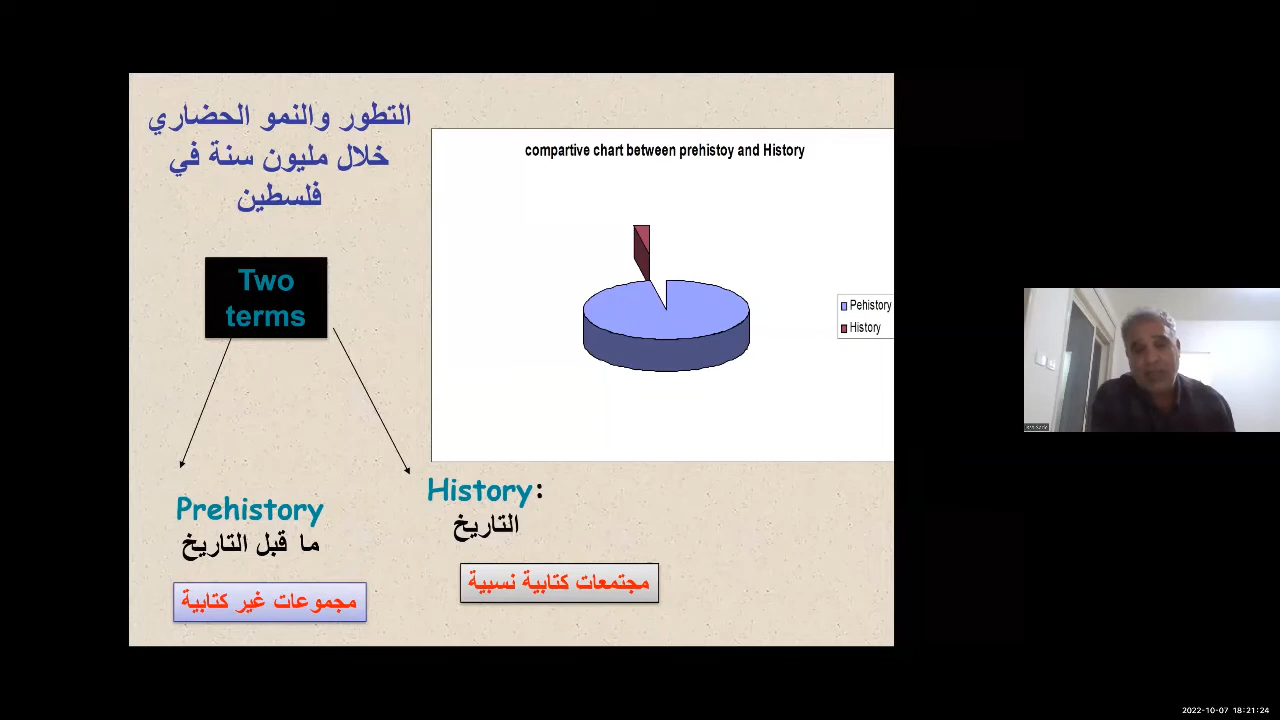 التطور والنمو الحضاري
خلال مليون سنة في
فلسطين
compartive chart between prehistoy and History
Pehistory
History
Two
terms
Prehistory
ما قبل التاريخ
مجموعات غير كتابية
History:
التاريخ
مجتمعات كتابية نسبية
2022-10-07 18:21:24